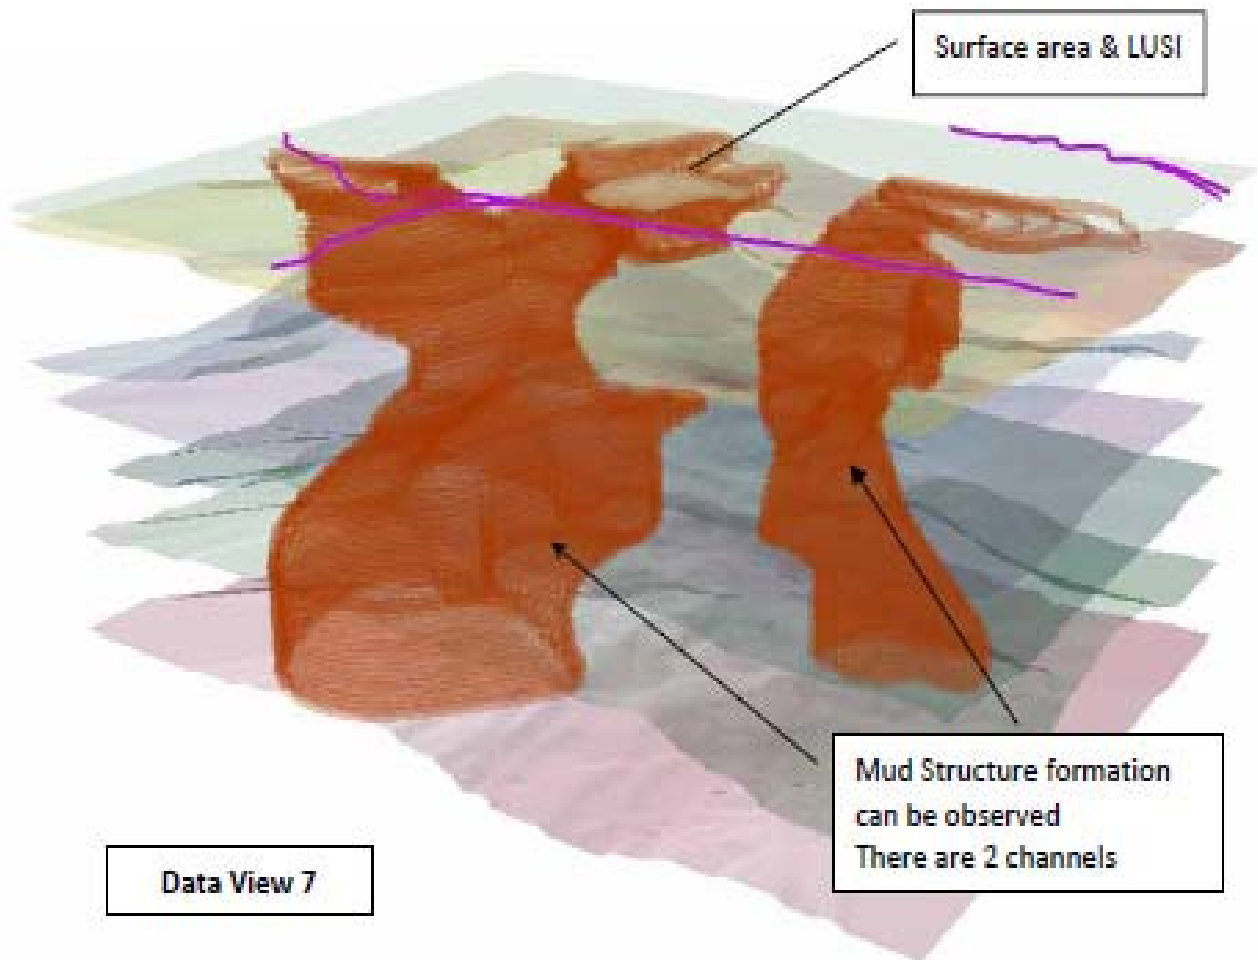 Surface area & LUSI
Mud Structure formation
can be observed
There are 2 channels
Data View 7